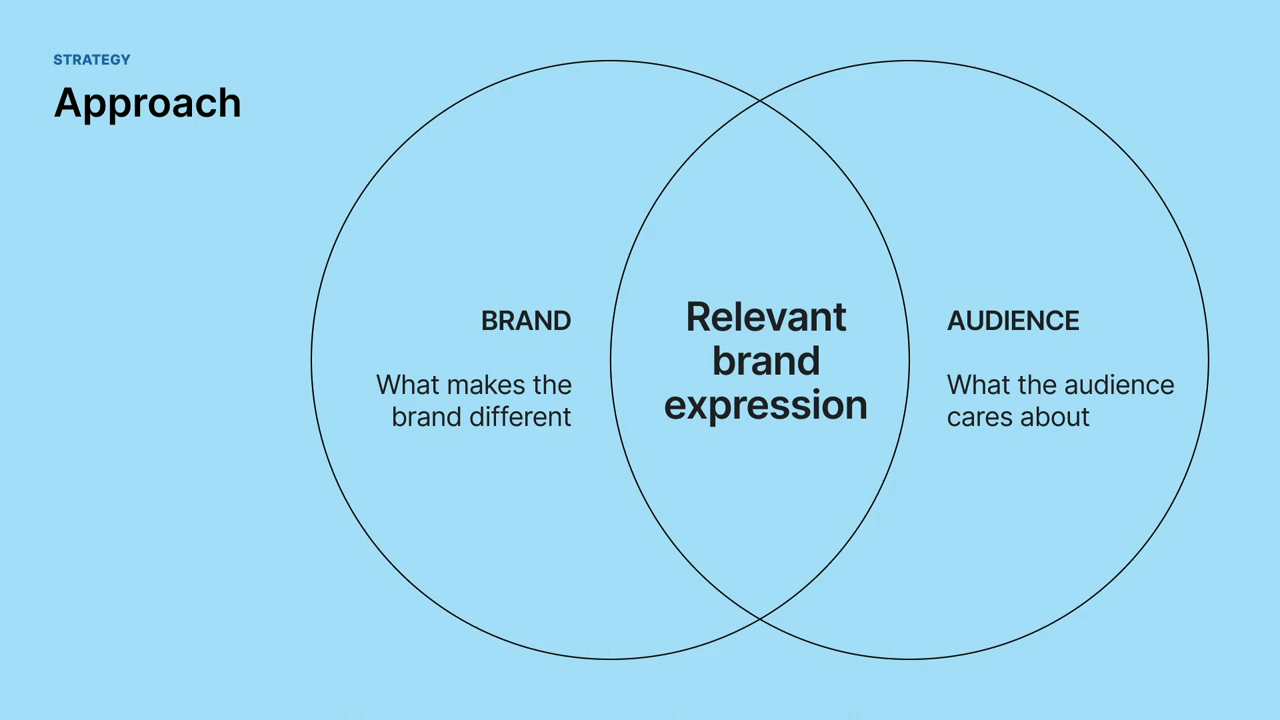 STRATEGY
Approach
BRAND
What makes the
brand different
Relevant
brand
expression
AUDIENCE
What the audience
cares about